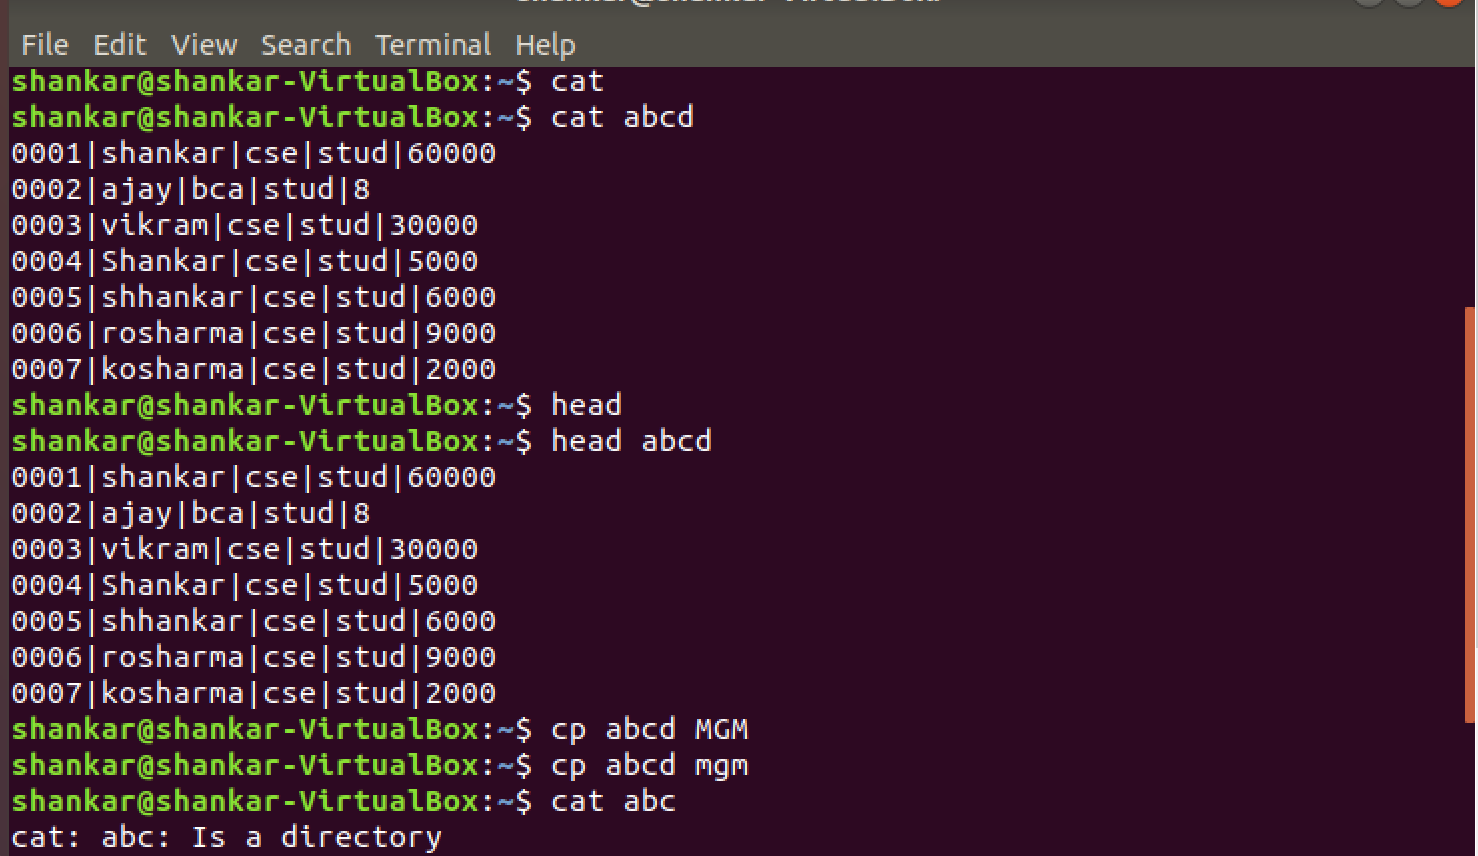 File Edit View Search Terminal Help
shankar@shankar-VirtualBox:~$ cat
shankar@shankar-VirtualBox:~$ cat abcd
0001|shankar|cse|stud|60000
0002|ajay|bca|stud|8
0003|vikram|cse|stud|30000
0004|Shankar|cse|stud|5000
0005|shhankar|cse|stud|6000
0006|rosharma|cse|stud|9000
0007|kosharma|cse|stud|2000
shankar@shankar-VirtualBox:~$ head
shankar@shankar-VirtualBox:~$ head abcd
0001|shankar|cse|stud|60000
0002|ajay|bca|stud|8
0003|vikram|cse|stud|30000
0004|Shankar|cse|stud|5000
0005|shhankar|cse|stud|6000
0006|rosharma|cse|stud|9000
0007|kosharma|cse|stud|2000
shankar@shankar-VirtualBox:~$ cp abcd MGM
shankar@shankar-VirtualBox:~$ cp abcd mgm
shankar@shankar-VirtualBox:~$ cat abc
cat: abc: Is a directory